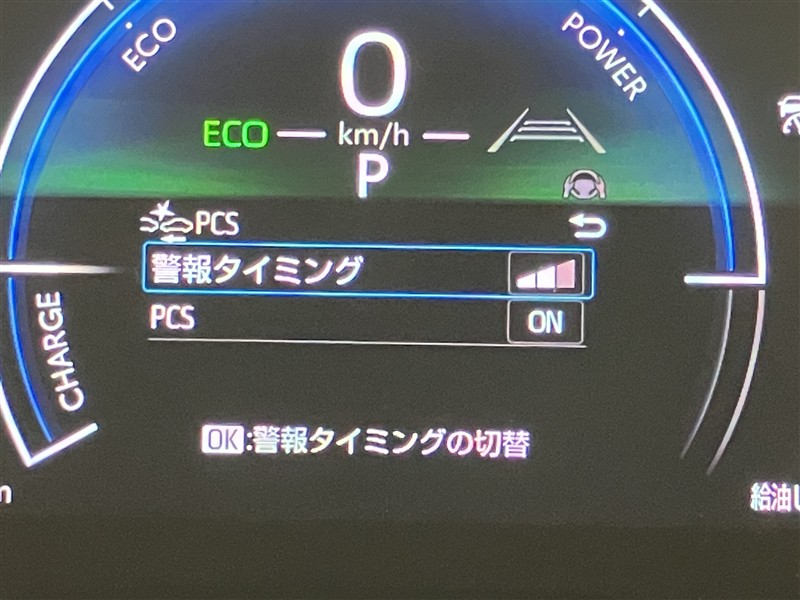 ECO
POWER
0
ECO km/h
P
PCS
警報タイミング
PCS ON
CHARGE
OK:警報タイミングの切替
給油